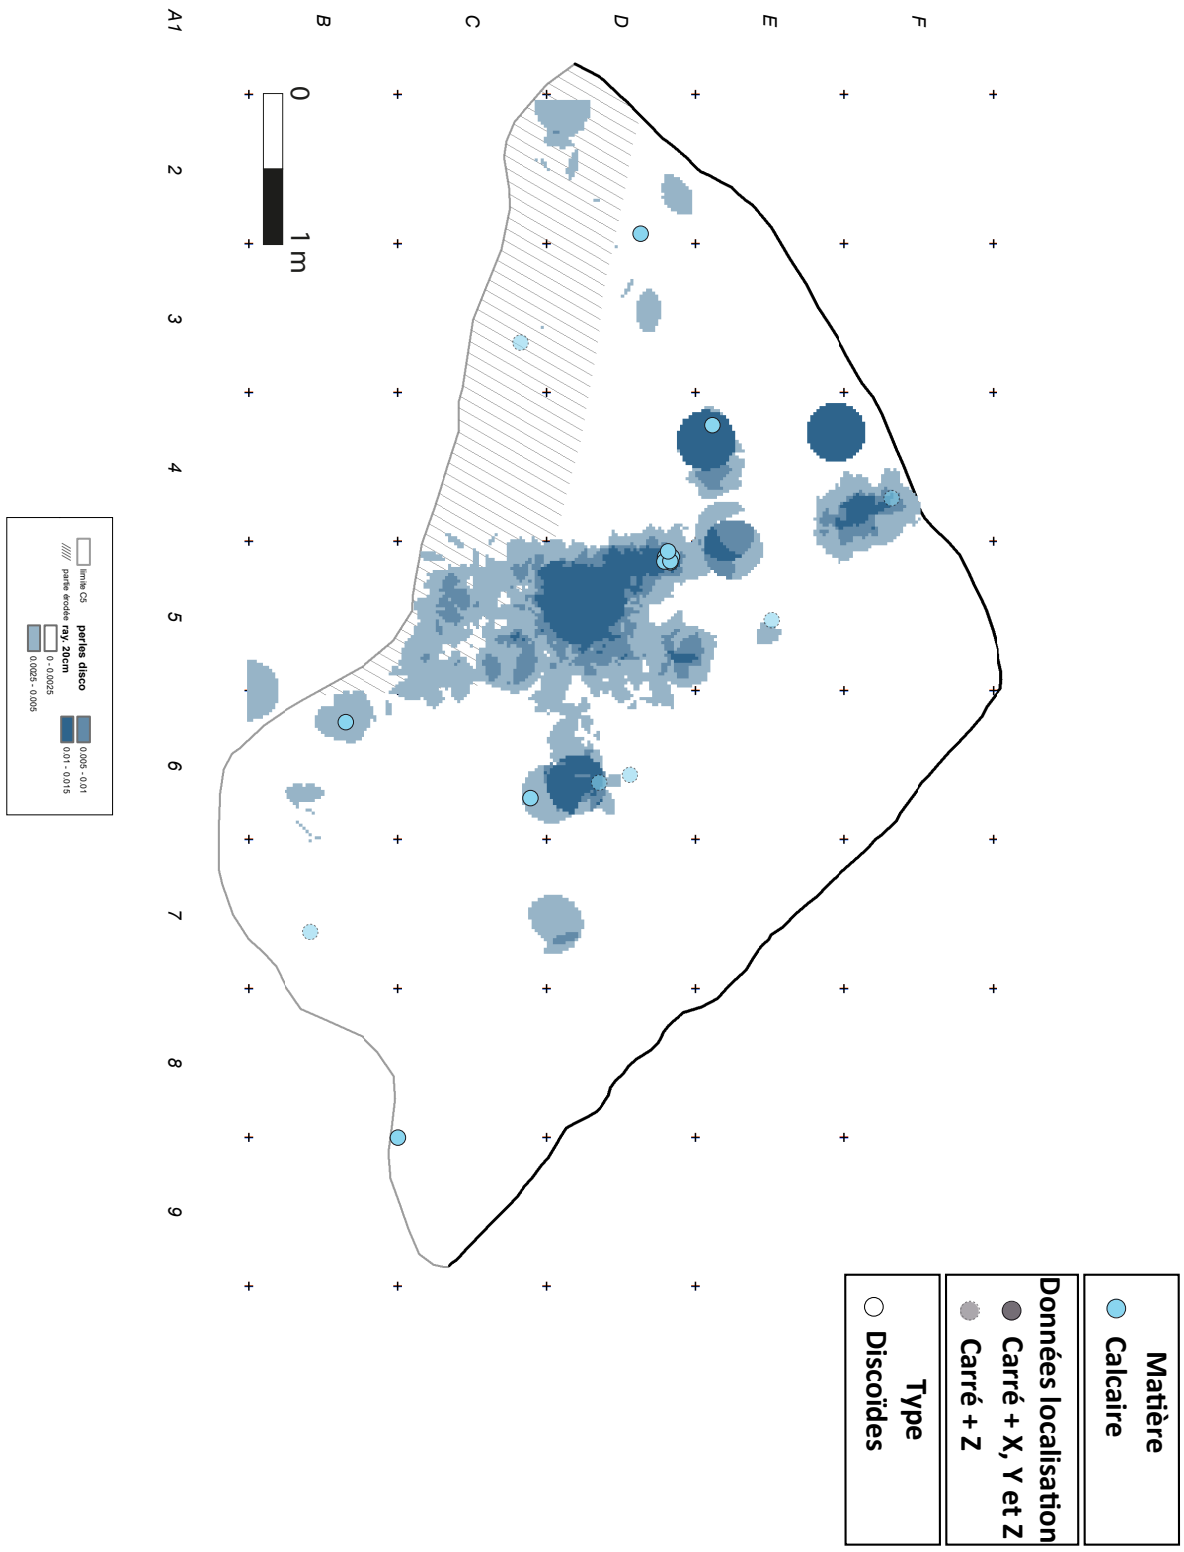 A1
B
C
D
E
F
2
3
4
5
6
7
8
9
0
1 m
limite C5
partie érodée
perles disco
ray. 20cm
0 - 0.0025
0.0025 - 0.005
0.005 - 0.01
0.01 - 0.015
Matière
Calcaire
Données localisation
Carré + X, Y et Z
Carré + Z
Type
Discoïdes